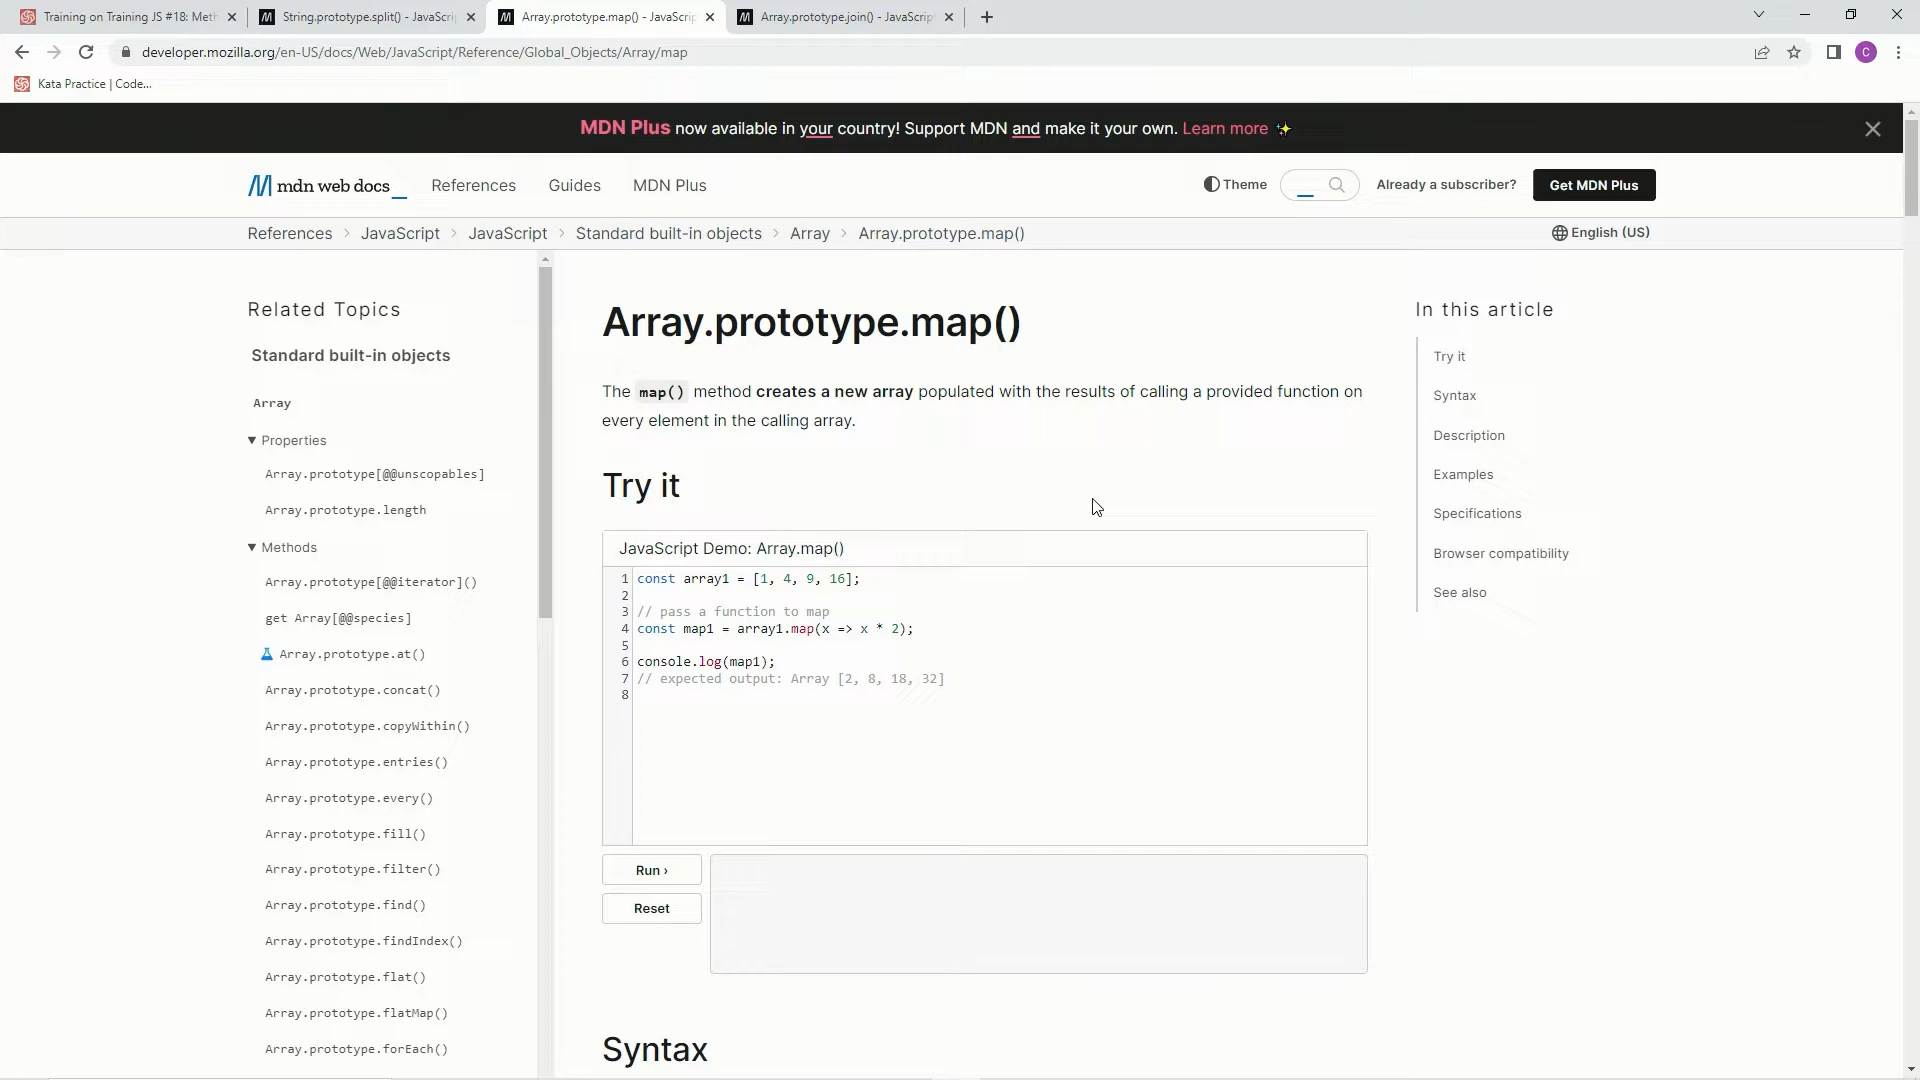 Training on Training JS #18: Meth
String.prototype.split() - JavaScri
Array.prototype.map() - JavaScrip
Array.prototype.join() - JavaScript
developer.mozilla.org/en-US/docs/Web/JavaScript/Reference/Global_Objects/Array/map
C
Kata Practice | Code...
MDN Plus now available in your country! Support MDN and make it your own. Learn more ✨
mdn web docs_
References
Guides
MDN Plus
Theme
Already a subscriber?
Get MDN Plus
References > JavaScript > JavaScript > Standard built-in objects > Array > Array.prototype.map()
English (US)
Related Topics
Standard built-in objects
Array
▼ Properties
Array.prototype[@@unscopables]
Array.prototype.length
▼ Methods
Array.prototype[@@iterator]()
get Array[@@species]
Array.prototype.at()
Array.prototype.concat()
Array.prototype.copyWithin()
Array.prototype.entries()
Array.prototype.every()
Array.prototype.fill()
Array.prototype.filter()
Array.prototype.find()
Array.prototype.findIndex()
Array.prototype.flat()
Array.prototype.flatMap()
Array.prototype.forEach()
Array.prototype.map()
The map() method creates a new array populated with the results of calling a provided function on
every element in the calling array.
Try it
JavaScript Demo: Array.map()
1 const array1 = [1, 4, 9, 16];
2
3 // pass a function to map
4 const map1 = array1.map(x => x * 2);
5
6 console.log(map1);
7 // expected output: Array [2, 8, 18, 32]
8
Run ›
Reset
Syntax
In this article
Try it
Syntax
Description
Examples
Specifications
Browser compatibility
See also